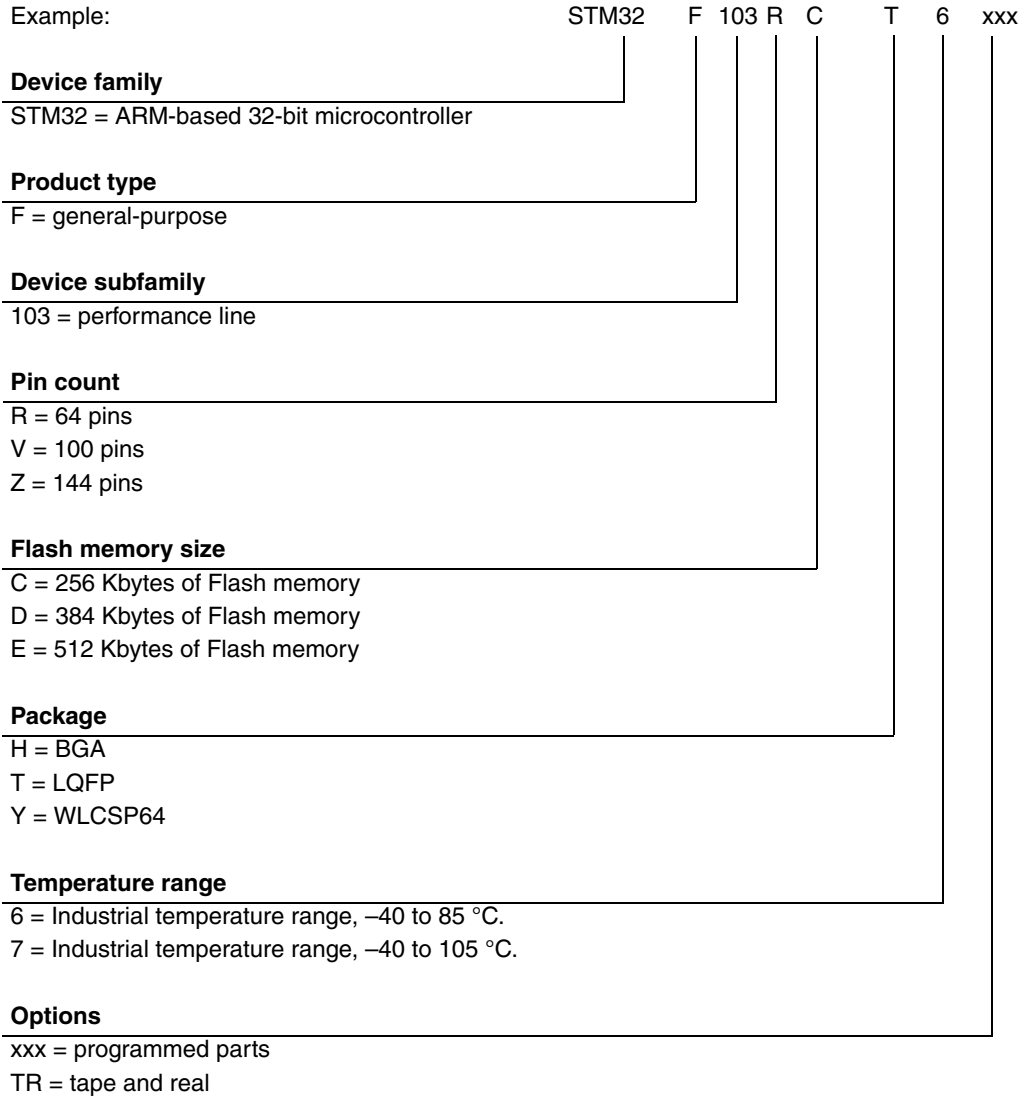 Example: STM32 F 103 R C T 6 xxx
Device family
STM32 = ARM-based 32-bit microcontroller
Product type
F = general-purpose
Device subfamily
103 = performance line
Pin count
R = 64 pins
V = 100 pins
Z = 144 pins
Flash memory size
C = 256 Kbytes of Flash memory
D = 384 Kbytes of Flash memory
E = 512 Kbytes of Flash memory
Package
H = BGA
T = LQFP
Y = WLCSP64
Temperature range
6 = Industrial temperature range, –40 to 85 °C.
7 = Industrial temperature range, –40 to 105 °C.
Options
xxx = programmed parts
TR = tape and real